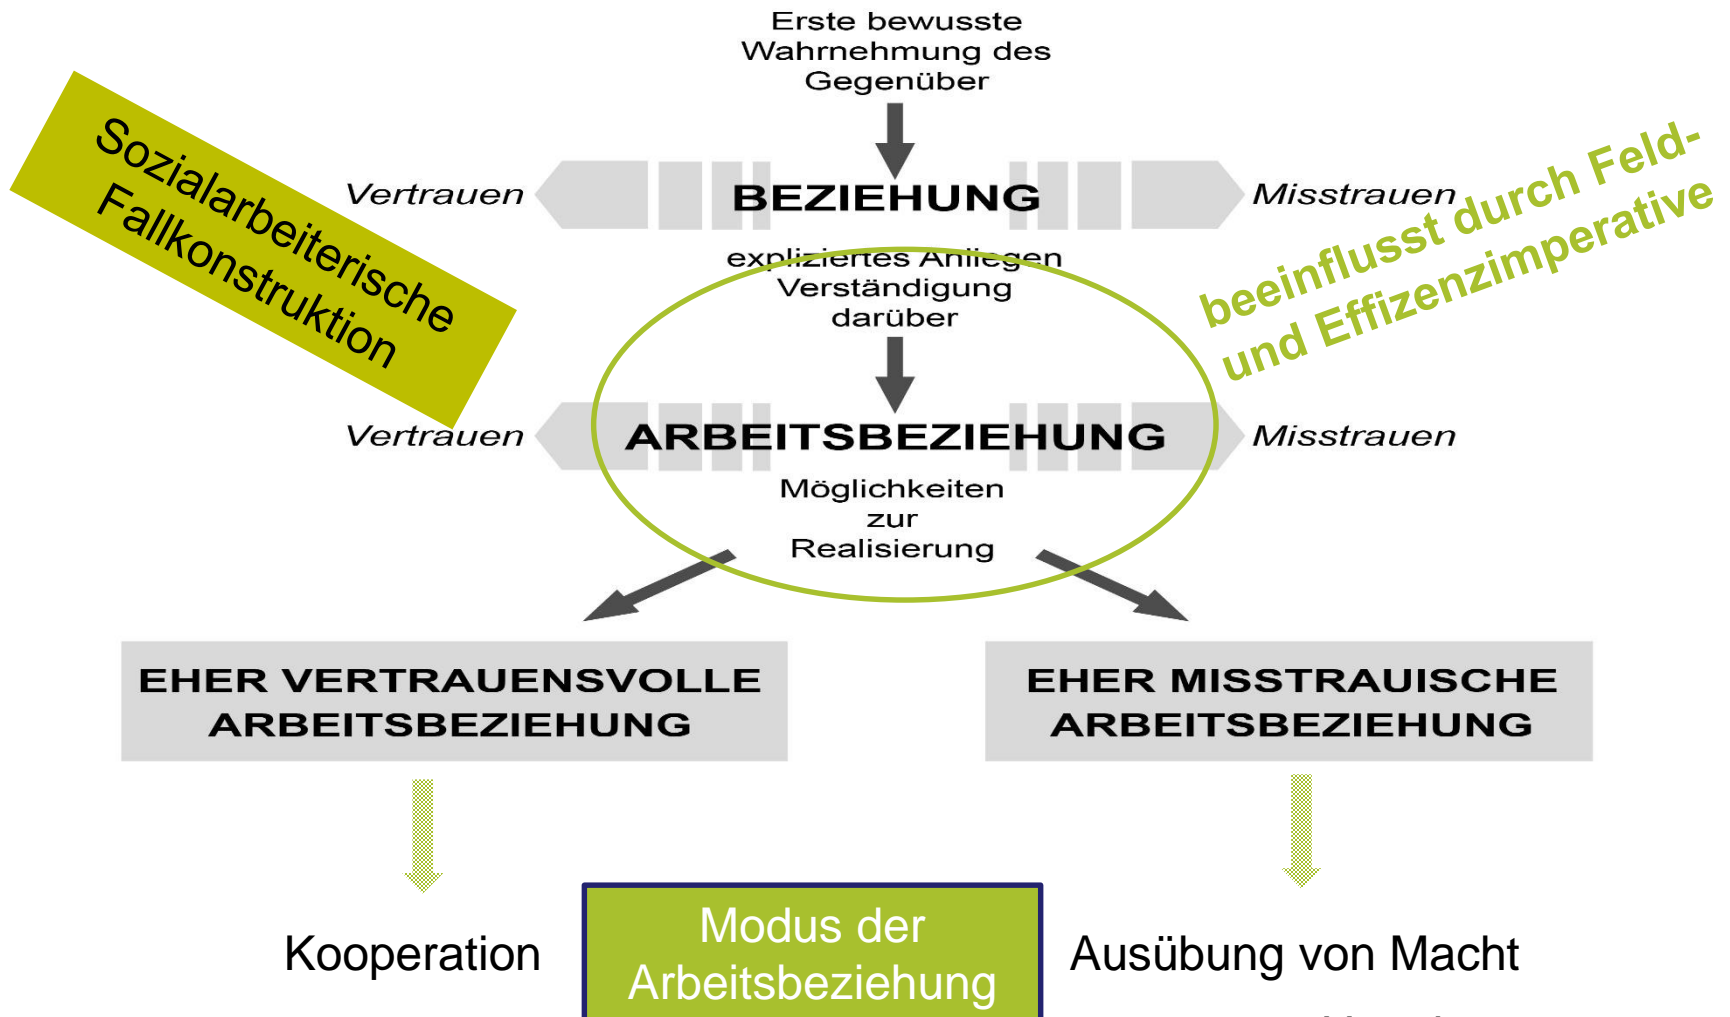 Erste bewusste
Wahrnehmung des
Gegenüber
Sozialarbeiterische
Fallkonstruktion
Vertrauen
BEZIEHUNG
Misstrauen
beeinflusst durch Feld-
und Effizenzimperative
expliziertes Anliegen
Verständigung
darüber
Vertrauen
ARBEITSBEZIEHUNG
Misstrauen
Möglichkeiten
zur
Realisierung
EHER VERTRAUENSVOLLE
ARBEITSBEZIEHUNG
EHER MISSTRAUISCHE
ARBEITSBEZIEHUNG
Kooperation
Modus der
Arbeitsbeziehung
Ausübung von Macht